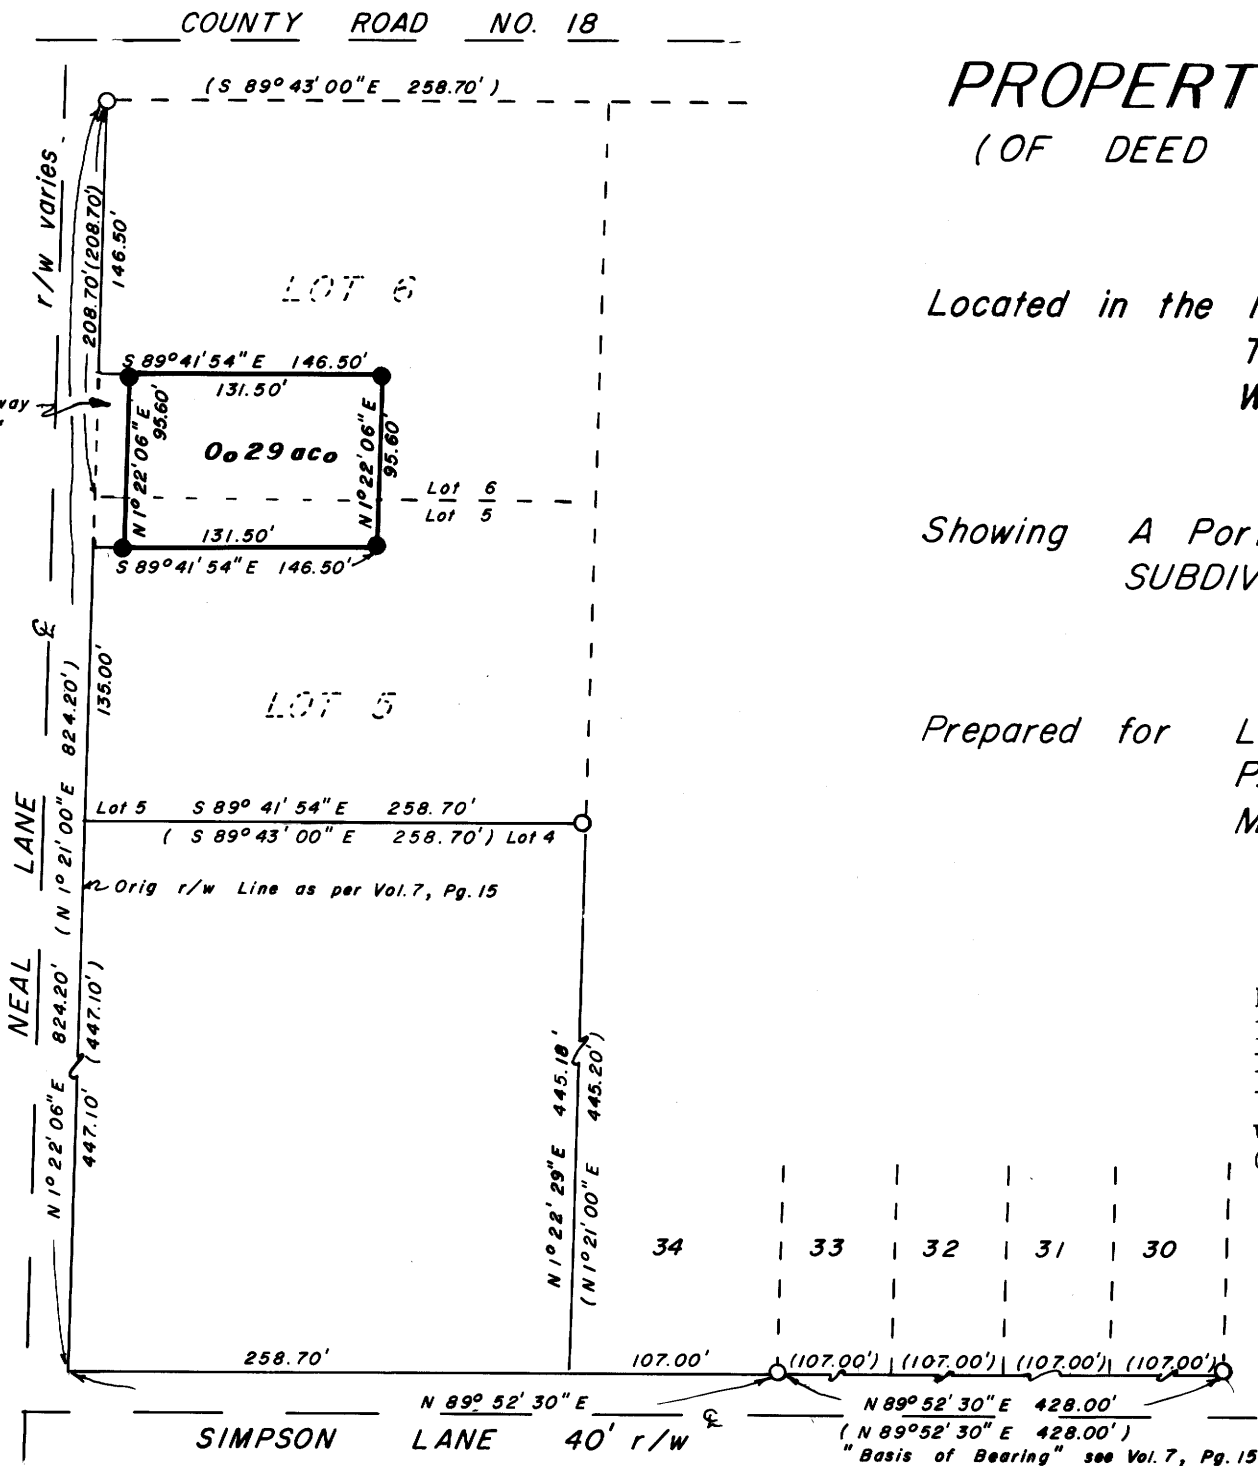 COUNTY ROAD NO. 18
(S 89° 43' 00" E 258.70')
PROPERT
(OF DEED
r/w varies
208.70' (208.70')
146.50'
LOT 6
Located in the
S 89° 41' 54" E 146.50'
131.50'
way
N 1° 22' 06" E
95.60'
0.29 ac.
N 1° 22' 06" E
95.60'
Lot 6
Lot 5
131.50'
S 89° 41' 54" E 146.50'
Showing A Por
SUBDIV
℄
135.00'
LOT 5
Prepared for L
P
M
Lot 5 S 89° 41' 54" E 258.70'
(S 89° 43' 00" E 258.70') Lot 4
Orig r/w Line as per Vol. 7, Pg. 15
NEAL LANE
N 1° 22' 06" E 824.20' (N 1° 21' 00" E 824.20')
447.10' (447.10')
N 1° 22' 29" E 445.18'
(N 1° 21' 00" E 445.20')
34 33 32 31 30
258.70' 107.00' (107.00') (107.00') (107.00') (107.00')
N 89° 52' 30" E
℄
N 89° 52' 30" E 428.00'
(N 89° 52' 30" E 428.00')
"Basis of Bearing" see Vol. 7, Pg. 15
SIMPSON LANE 40' r/w